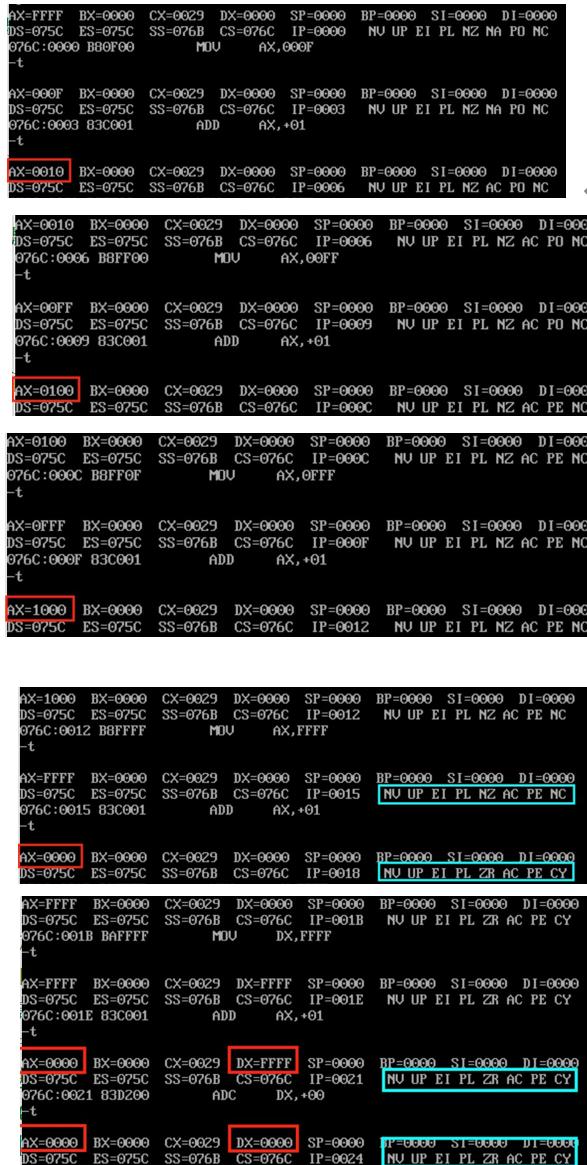 AX=FFFF BX=0000 CX=0029 DX=0000 SP=0000 BP=0000 SI=0000 DI=0000
DS=075C ES=075C SS=076B CS=076C IP=0000 NV UP EI PL NZ NA PO NC
076C:0000 B80F00 MOV AX,000F
-t
AX=000F BX=0000 CX=0029 DX=0000 SP=0000 BP=0000 SI=0000 DI=0000
DS=075C ES=075C SS=076B CS=076C IP=0003 NV UP EI PL NZ NA PO NC
076C:0003 83C001 ADD AX,+01
-t
AX=0010 BX=0000 CX=0029 DX=0000 SP=0000 BP=0000 SI=0000 DI=0000
DS=075C ES=075C SS=076B CS=076C IP=0006 NV UP EI PL NZ AC PO NC
AX=0010 BX=0000 CX=0029 DX=0000 SP=0000 BP=0000 SI=0000 DI=000
DS=075C ES=075C SS=076B CS=076C IP=0006 NV UP EI PL NZ AC PO NC
076C:0006 B8FF00 MOV AX,00FF
-t
AX=00FF BX=0000 CX=0029 DX=0000 SP=0000 BP=0000 SI=0000 DI=000
DS=075C ES=075C SS=076B CS=076C IP=0009 NV UP EI PL NZ AC PO NC
076C:0009 83C001 ADD AX,+01
-t
AX=0100 BX=0000 CX=0029 DX=0000 SP=0000 BP=0000 SI=0000 DI=000
DS=075C ES=075C SS=076B CS=076C IP=000C NV UP EI PL NZ AC PE NC
AX=0100 BX=0000 CX=0029 DX=0000 SP=0000 BP=0000 SI=0000 DI=000
DS=075C ES=075C SS=076B CS=076C IP=000C NV UP EI PL NZ AC PE NC
076C:000C B8FF0F MOV AX,0FFF
-t
AX=0FFF BX=0000 CX=0029 DX=0000 SP=0000 BP=0000 SI=0000 DI=000
DS=075C ES=075C SS=076B CS=076C IP=000F NV UP EI PL NZ AC PE NC
076C:000F 83C001 ADD AX,+01
-t
AX=1000 BX=0000 CX=0029 DX=0000 SP=0000 BP=0000 SI=0000 DI=000
DS=075C ES=075C SS=076B CS=076C IP=0012 NV UP EI PL NZ AC PE NC
AX=1000 BX=0000 CX=0029 DX=0000 SP=0000 BP=0000 SI=0000 DI=0000
DS=075C ES=075C SS=076B CS=076C IP=0012 NV UP EI PL NZ AC PE NC
076C:0012 B8FFFF MOV AX,FFFF
-t
AX=FFFF BX=0000 CX=0029 DX=0000 SP=0000 BP=0000 SI=0000 DI=0000
DS=075C ES=075C SS=076B CS=076C IP=0015 NV UP EI PL NZ AC PE NC
076C:0015 83C001 ADD AX,+01
-t
AX=0000 BX=0000 CX=0029 DX=0000 SP=0000 BP=0000 SI=0000 DI=0000
DS=075C ES=075C SS=076B CS=076C IP=0018 NV UP EI PL ZR AC PE CY
AX=FFFF BX=0000 CX=0029 DX=0000 SP=0000 BP=0000 SI=0000 DI=0000
DS=075C ES=075C SS=076B CS=076C IP=001B NV UP EI PL ZR AC PE CY
076C:001B BAFFFF MOV DX,FFFF
-t
AX=FFFF BX=0000 CX=0029 DX=FFFF SP=0000 BP=0000 SI=0000 DI=0000
DS=075C ES=075C SS=076B CS=076C IP=001E NV UP EI PL ZR AC PE CY
076C:001E 83C001 ADD AX,+01
-t
AX=0000 BX=0000 CX=0029 DX=FFFF SP=0000 BP=0000 SI=0000 DI=0000
DS=075C ES=075C SS=076B CS=076C IP=0021 NV UP EI PL ZR AC PE CY
076C:0021 83D200 ADC DX,+00
-t
AX=0000 BX=0000 CX=0029 DX=0000 SP=0000 BP=0000 SI=0000 DI=0000
DS=075C ES=075C SS=076B CS=076C IP=0024 NV UP EI PL ZR AC PE CY